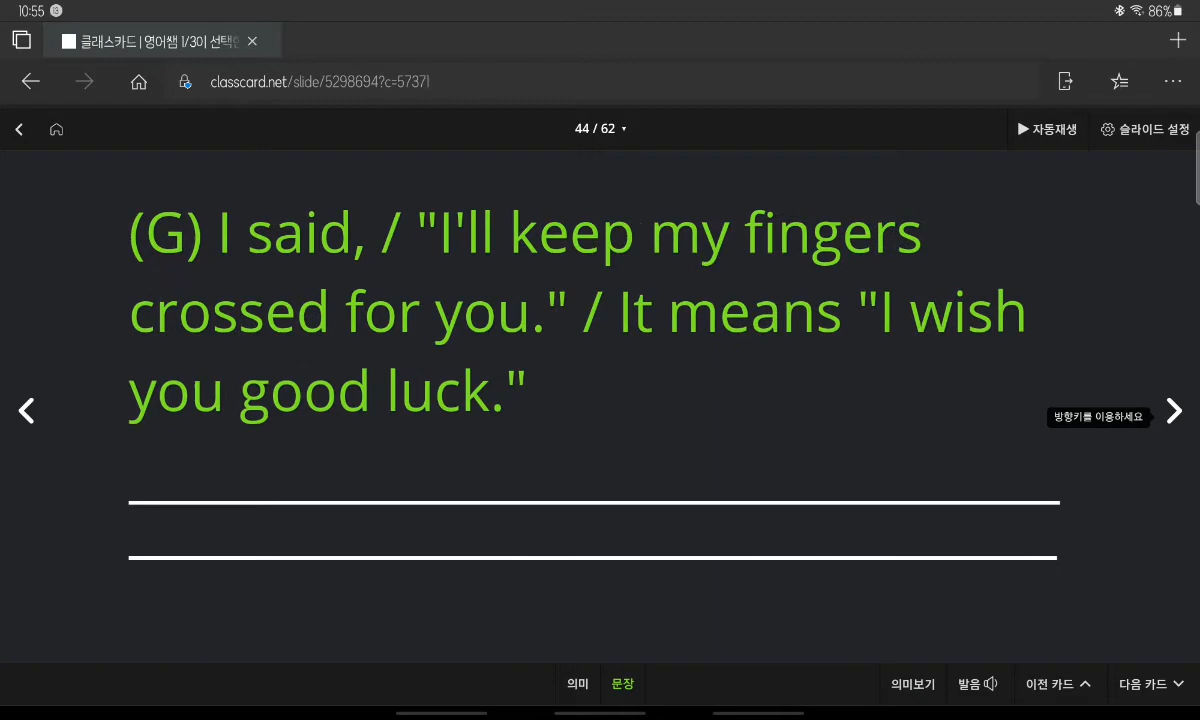 10:55
86%
클래스카드 | 영어쌤 1/3이 선택한
classcard.net/slide/5298694?c=57371
44 / 62
자동재생
슬라이드 설정
(G) I said, / "I'll keep my fingers
crossed for you." / It means "I wish
you good luck."
방향키를 이용하세요
의미
문장
의미보기
발음
이전 카드
다음 카드